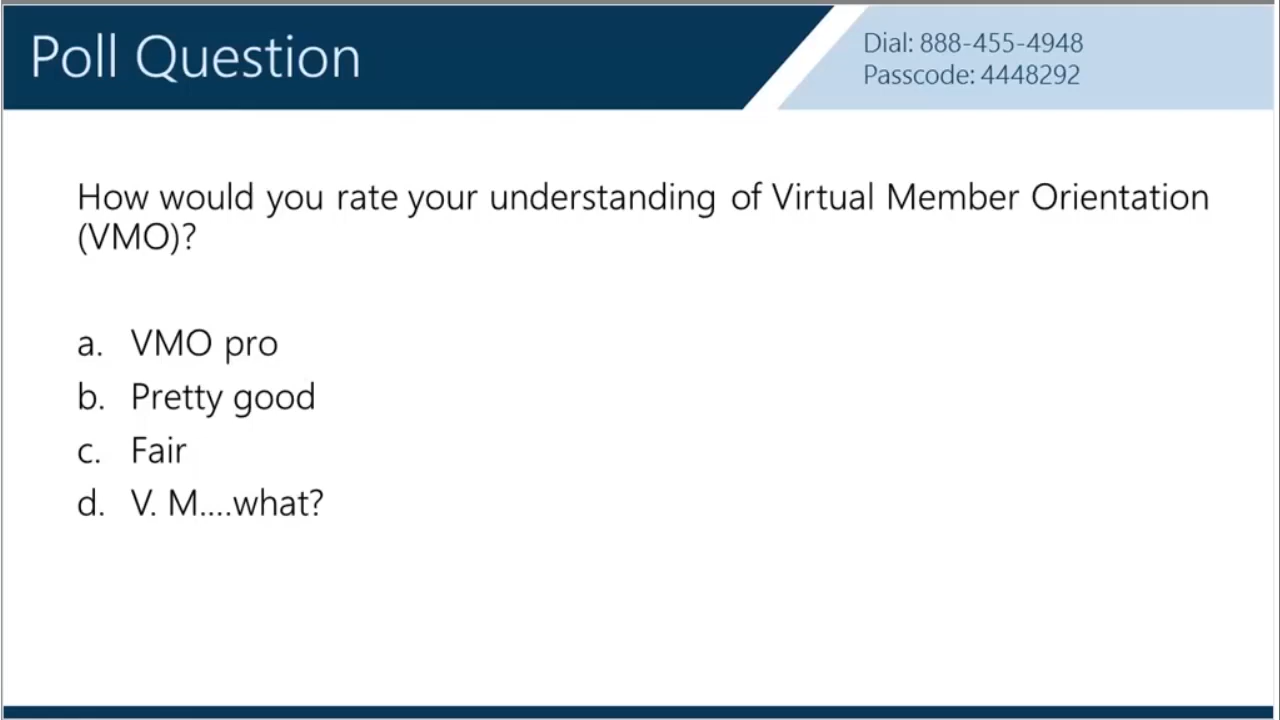 Poll Question
Dial: 888-455-4948
Passcode: 4448292
How would you rate your understanding of Virtual Member Orientation
(VMO)?
a. VMO pro
b. Pretty good
c. Fair
d. V. M....what?